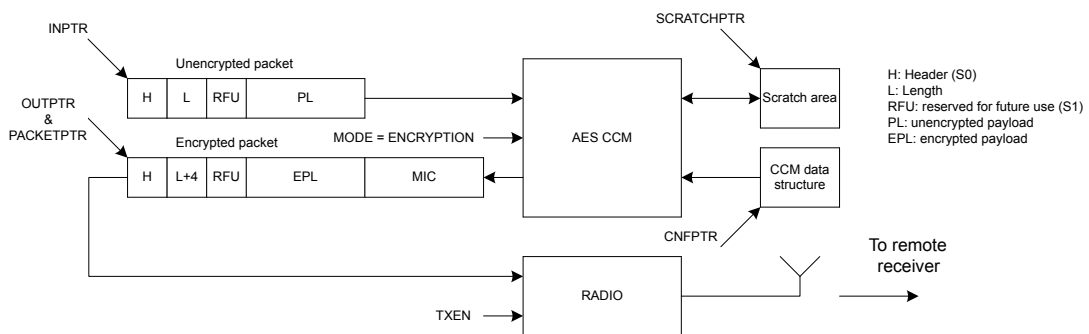 SCRATCHPTR
INPTR
Unencrypted packet
H L RFU PL
OUTPTR
&
PACKETPTR
Encrypted packet
H L+4 RFU EPL MIC
MODE = ENCRYPTION
AES CCM
Scratch area
CCM data
structure
CNFPTR
H: Header (S0)
L: Length
RFU: reserved for future use (S1)
PL: unencrypted payload
EPL: encrypted payload
To remote
receiver
RADIO
TXEN